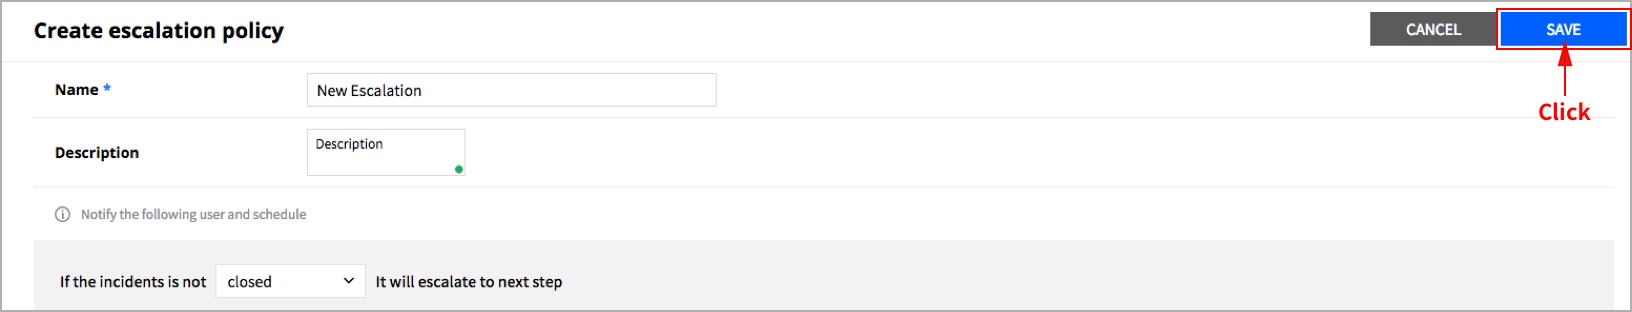 Create escalation policy
CANCEL
SAVE
Click
Name *
New Escalation
Description
Description
Notify the following user and schedule
If the incidents is not closed It will escalate to next step